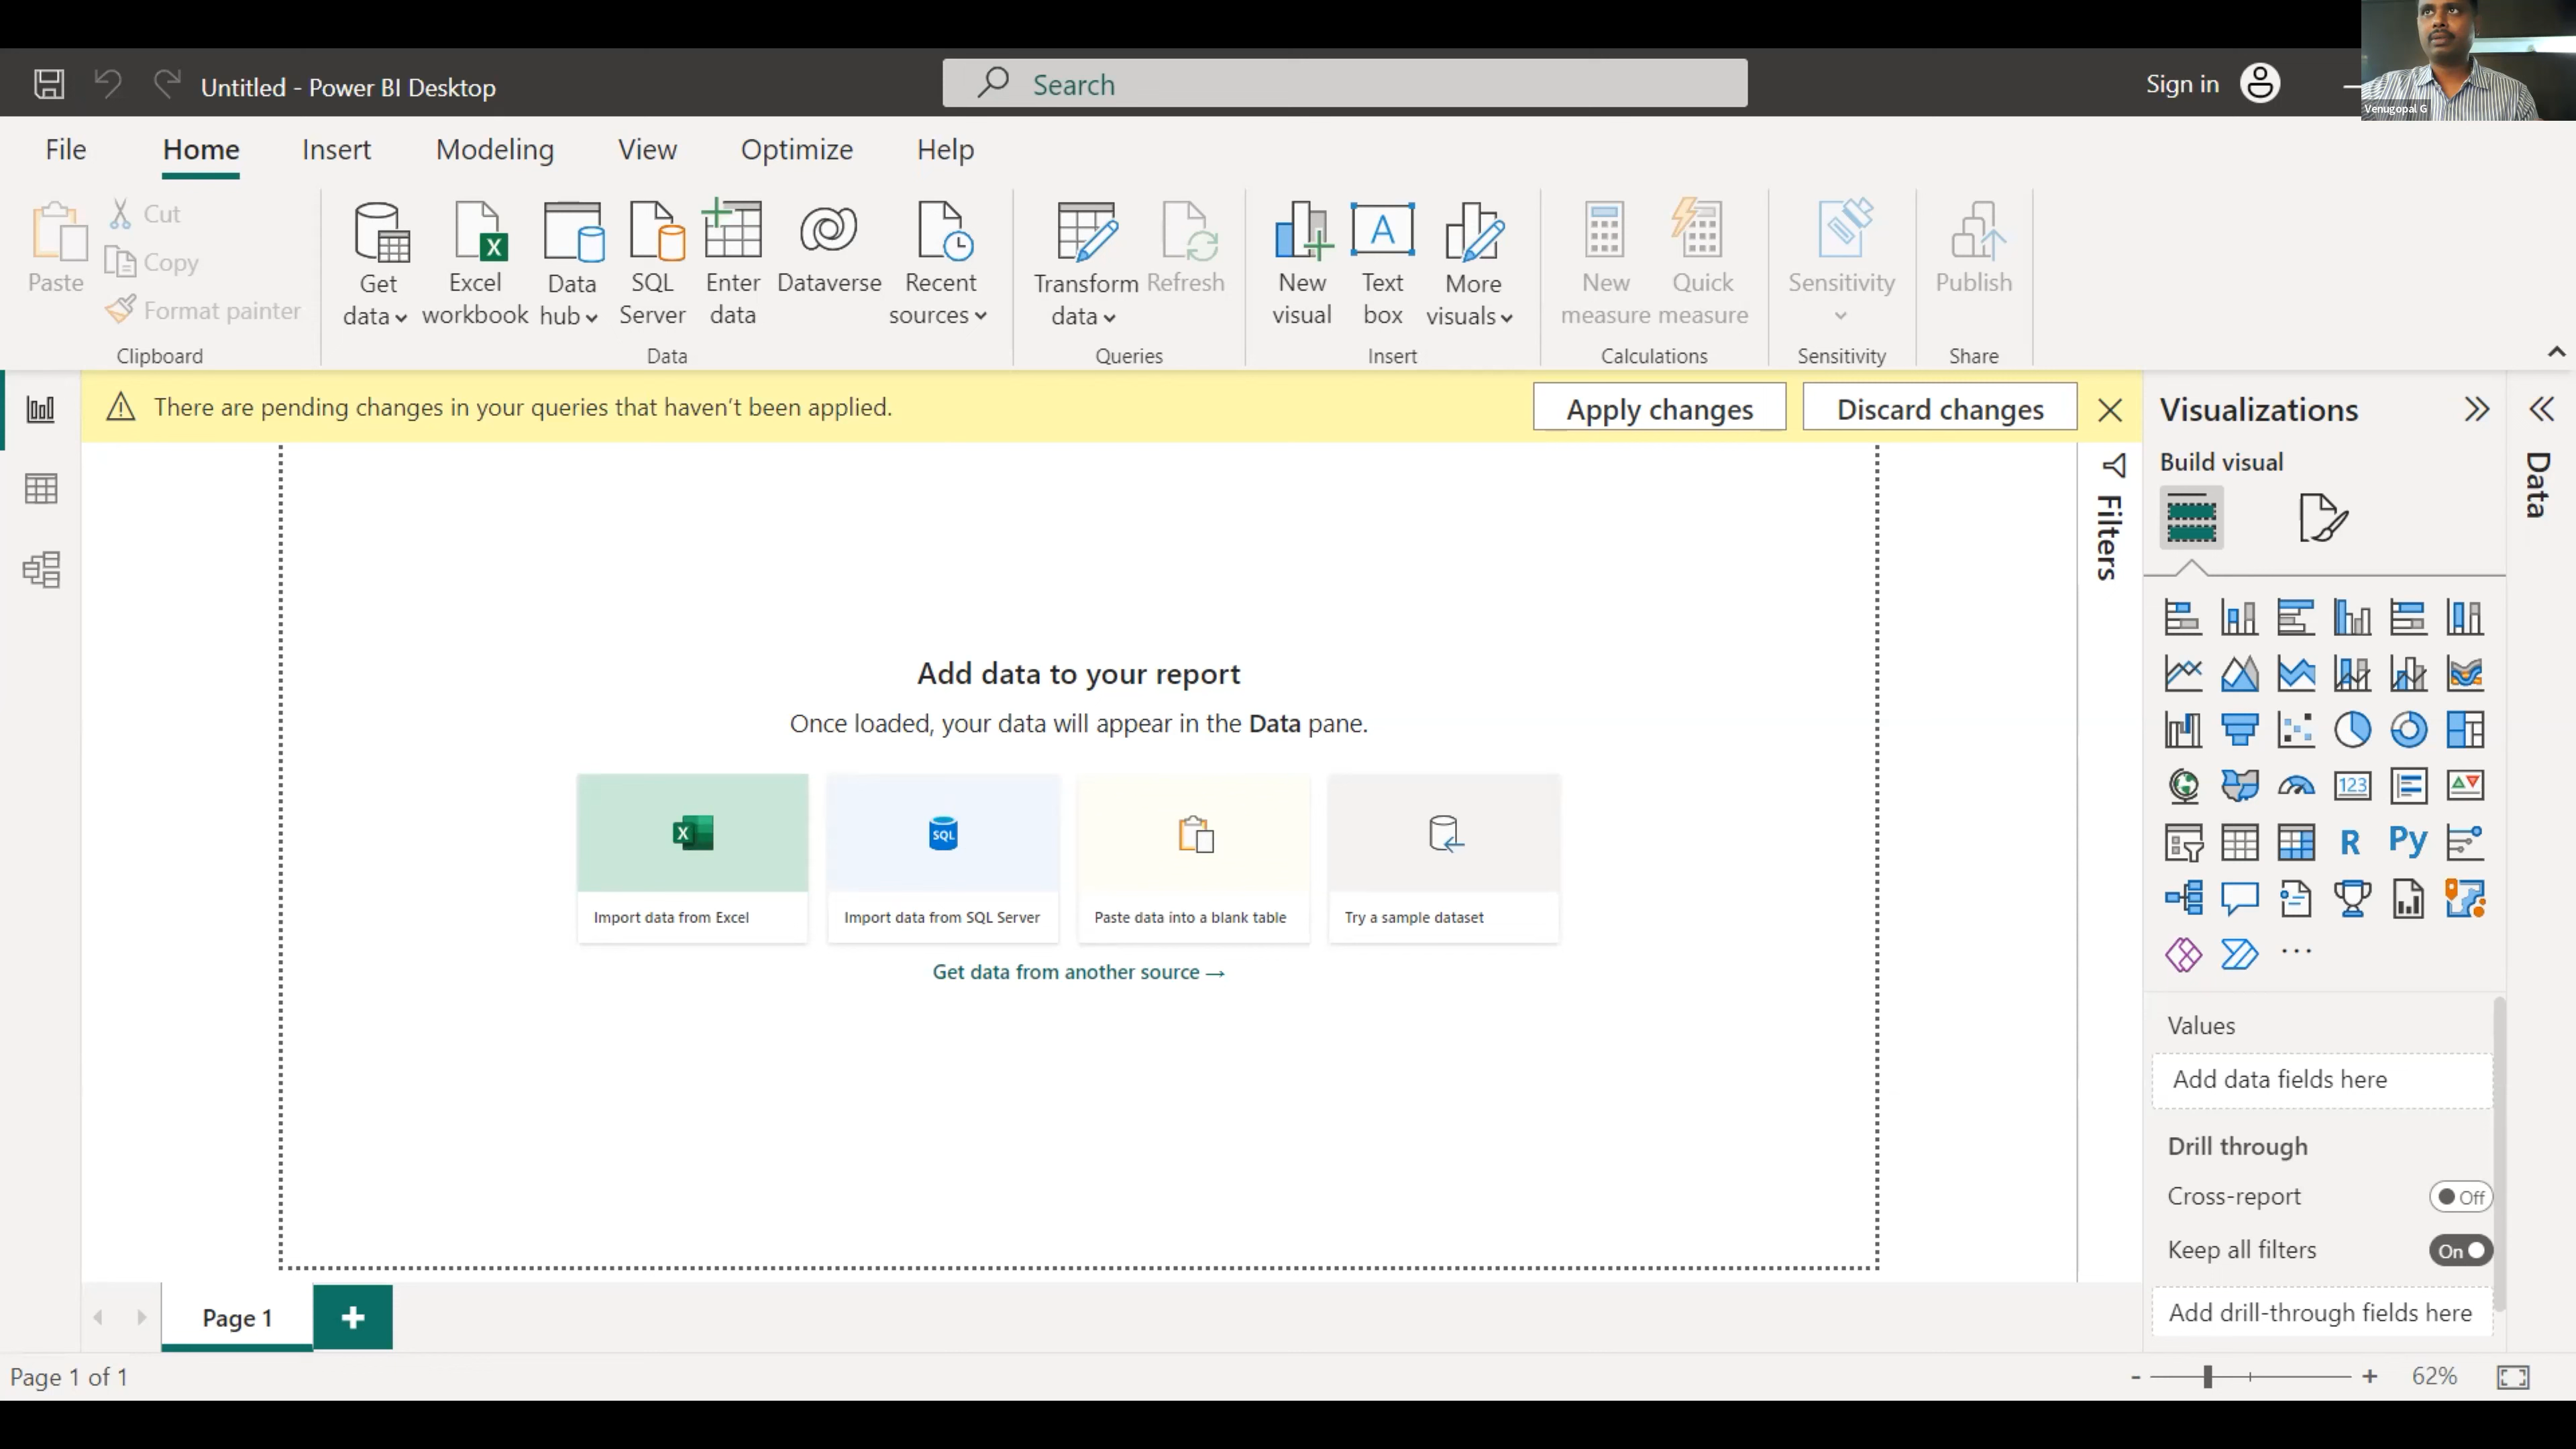 Untitled - Power BI Desktop
Search
Sign in
Venugopal G
File
Home
Insert
Modeling
View
Optimize
Help
Paste
Cut
Copy
Format painter
Clipboard
Get
data
Excel
workbook
Data
hub
SQL
Server
Enter
data
Dataverse
Recent
sources
Data
Transform
data
Refresh
Queries
New
visual
A
Text
box
More
visuals
Insert
New
measure
Quick
measure
Calculations
Sensitivity
Sensitivity
Publish
Share
There are pending changes in your queries that haven't been applied.
Apply changes
Discard changes
Filters
Visualizations
Build visual
Data
123
R
Py
Add data to your report
Once loaded, your data will appear in the Data pane.
X
SQL
Import data from Excel
Import data from SQL Server
Paste data into a blank table
Try a sample dataset
Get data from another source →
Values
Add data fields here
Drill through
Cross-report
Off
Keep all filters
On
Add drill-through fields here
Page 1
Page 1 of 1
- + 62%